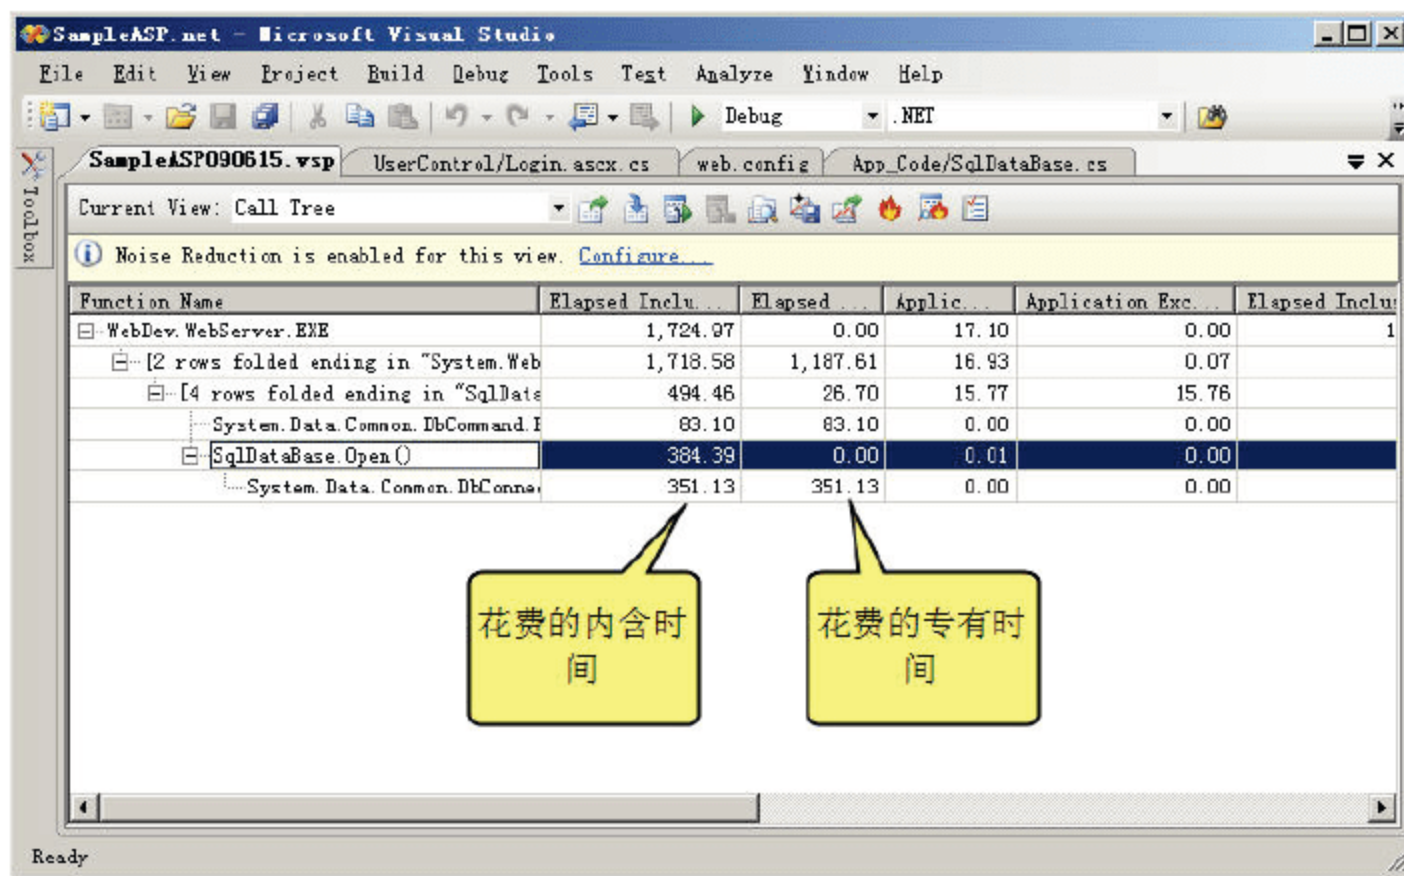 SampleASP.net - Microsoft Visual Studio
File Edit View Project Build Debug Tools Test Analyze Window Help
Debug .NET
Toolbox
SampleASP090615.vsp UserControl/Login.ascx.cs web.config App_Code/SqlDataBase.cs
Current View: Call Tree
Noise Reduction is enabled for this view. Configure...
Function Name Elapsed Inclu... Elapsed ... Applic... Application Exc... Elapsed Inclu
WebDev.WebServer.EXE 1,724.97 0.00 17.10 0.00 1
[2 rows folded ending in "System.Web 1,718.58 1,187.61 16.93 0.07
[4 rows folded ending in "SqlData 494.46 26.70 15.77 15.76
System.Data.Common.DbCommand.E 83.10 83.10 0.00 0.00
SqlDataBase.Open() 384.39 0.00 0.01 0.00
System.Data.Common.DbConne 351.13 351.13 0.00 0.00
花费的内含时
间
花费的专有时
间
Ready